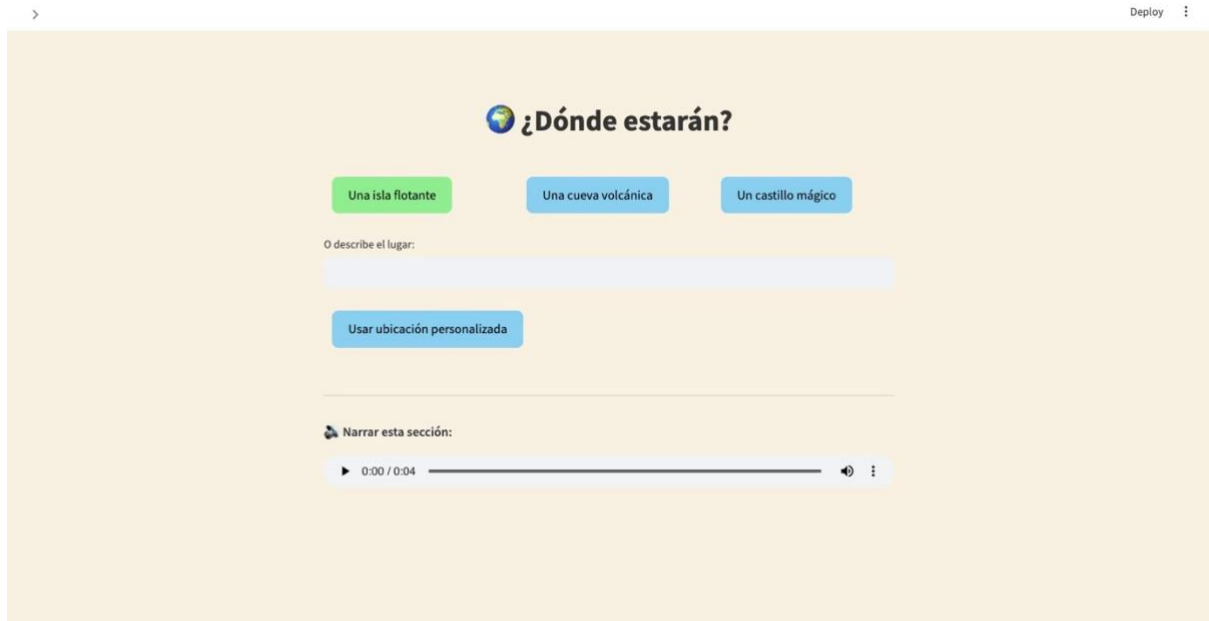 Deploy
¿Dónde estarán?
Una isla flotante Una cueva volcánica Un castillo mágico
O describe el lugar:
Usar ubicación personalizada
Narrar esta sección:
0:00 / 0:04